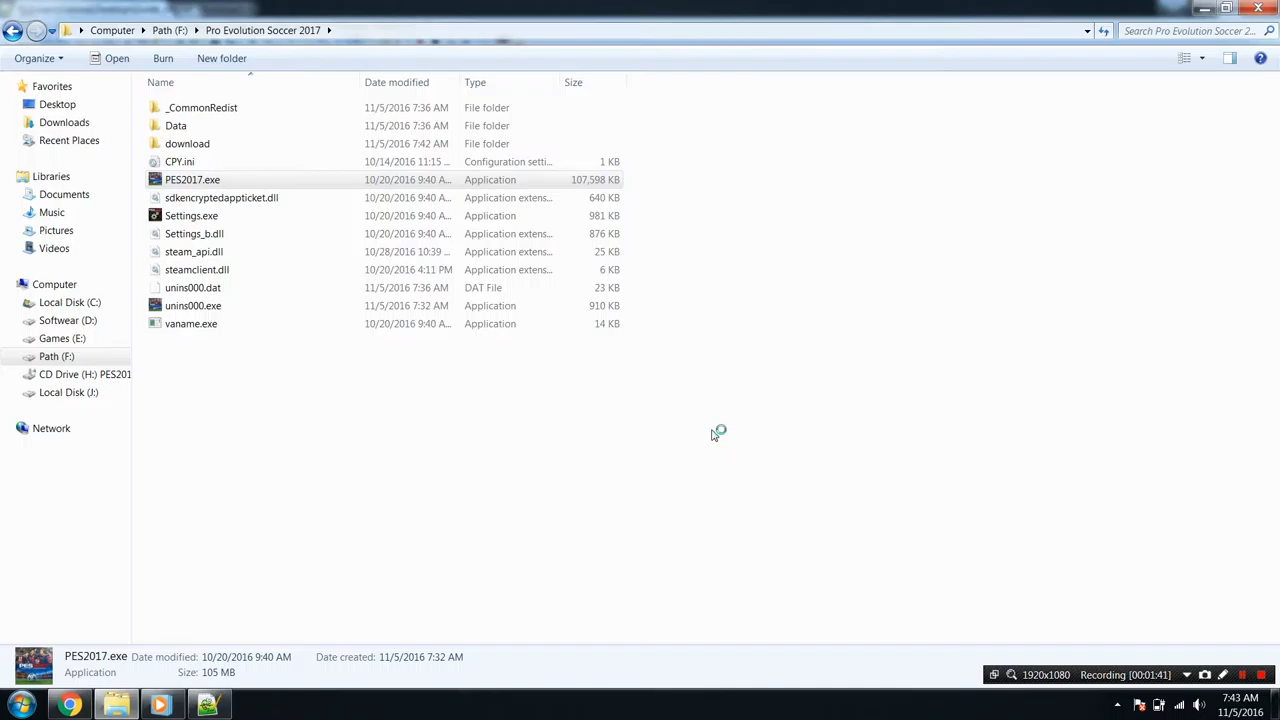 Computer Path (F:) Pro Evolution Soccer 2017
Search Pro Evolution Soccer 2...
Organize Open Burn New folder
Favorites
Desktop
Downloads
Recent Places
Libraries
Documents
Music
Pictures
Videos
Computer
Local Disk (C:)
Softwear (D:)
Games (E:)
Path (F:)
CD Drive (H:) PES201
Local Disk (J:)
Network
Name Date modified Type Size
_CommonRedist 11/5/2016 7:36 AM File folder
Data 11/5/2016 7:36 AM File folder
download 11/5/2016 7:42 AM File folder
CPY.ini 10/14/2016 11:15 ... Configuration setti... 1 KB
PES2017.exe 10/20/2016 9:40 A... Application 107,598 KB
sdkencryptedappticket.dll 10/20/2016 9:40 A... Application extens... 640 KB
Settings.exe 10/20/2016 9:40 A... Application 981 KB
Settings_b.dll 10/20/2016 9:40 A... Application extens... 876 KB
steam_api.dll 10/28/2016 10:39 ... Application extens... 25 KB
steamclient.dll 10/20/2016 4:11 PM Application extens... 6 KB
unins000.dat 11/5/2016 7:36 AM DAT File 23 KB
unins000.exe 11/5/2016 7:32 AM Application 910 KB
vaname.exe 10/20/2016 9:40 A... Application 14 KB
PES2017.exe Date modified: 10/20/2016 9:40 AM Date created: 11/5/2016 7:32 AM
Application Size: 105 MB
1920x1080 Recording [00:01:41]
7:43 AM
11/5/2016